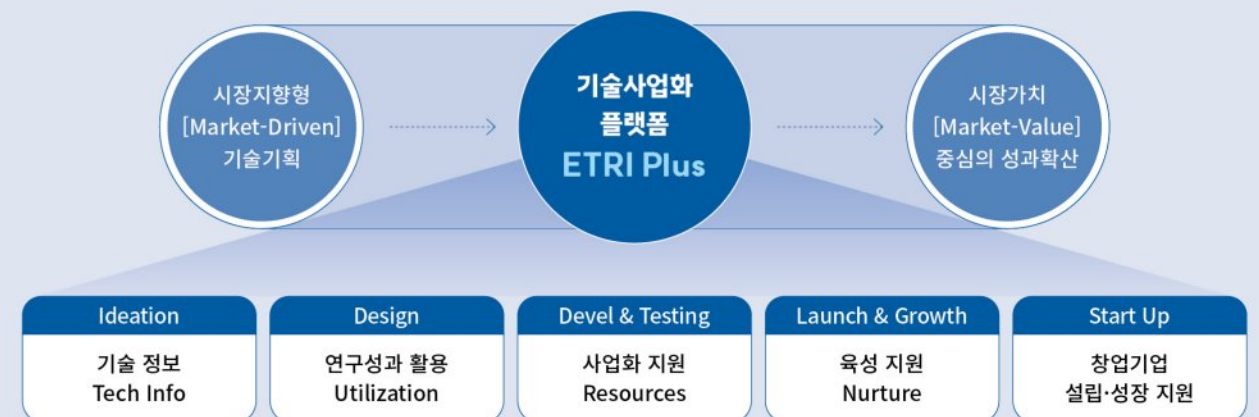 시장지향형
[Market-Driven]
기술기획
기술사업화
플랫폼
ETRI Plus
시장가치
[Market-Value]
중심의 성과확산
Ideation
기술 정보
Tech Info
Design
연구성과 활용
Utilization
Devel & Testing
사업화 지원
Resources
Launch & Growth
육성 지원
Nurture
Start Up
창업기업
설립·성장 지원